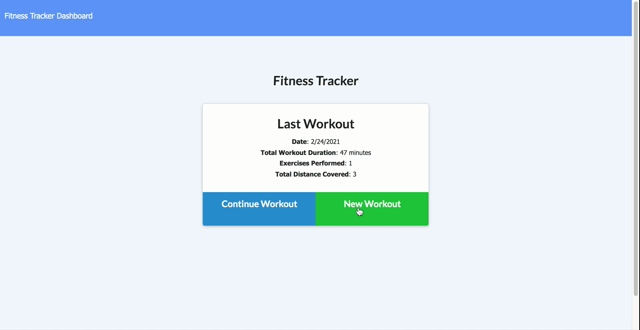 Fitness Tracker Dashboard
Fitness Tracker
Last Workout
Date: 2/24/2021
Total Workout Duration: 47 minutes
Exercises Performed: 1
Total Distance Covered: 3
Continue Workout
New Workout